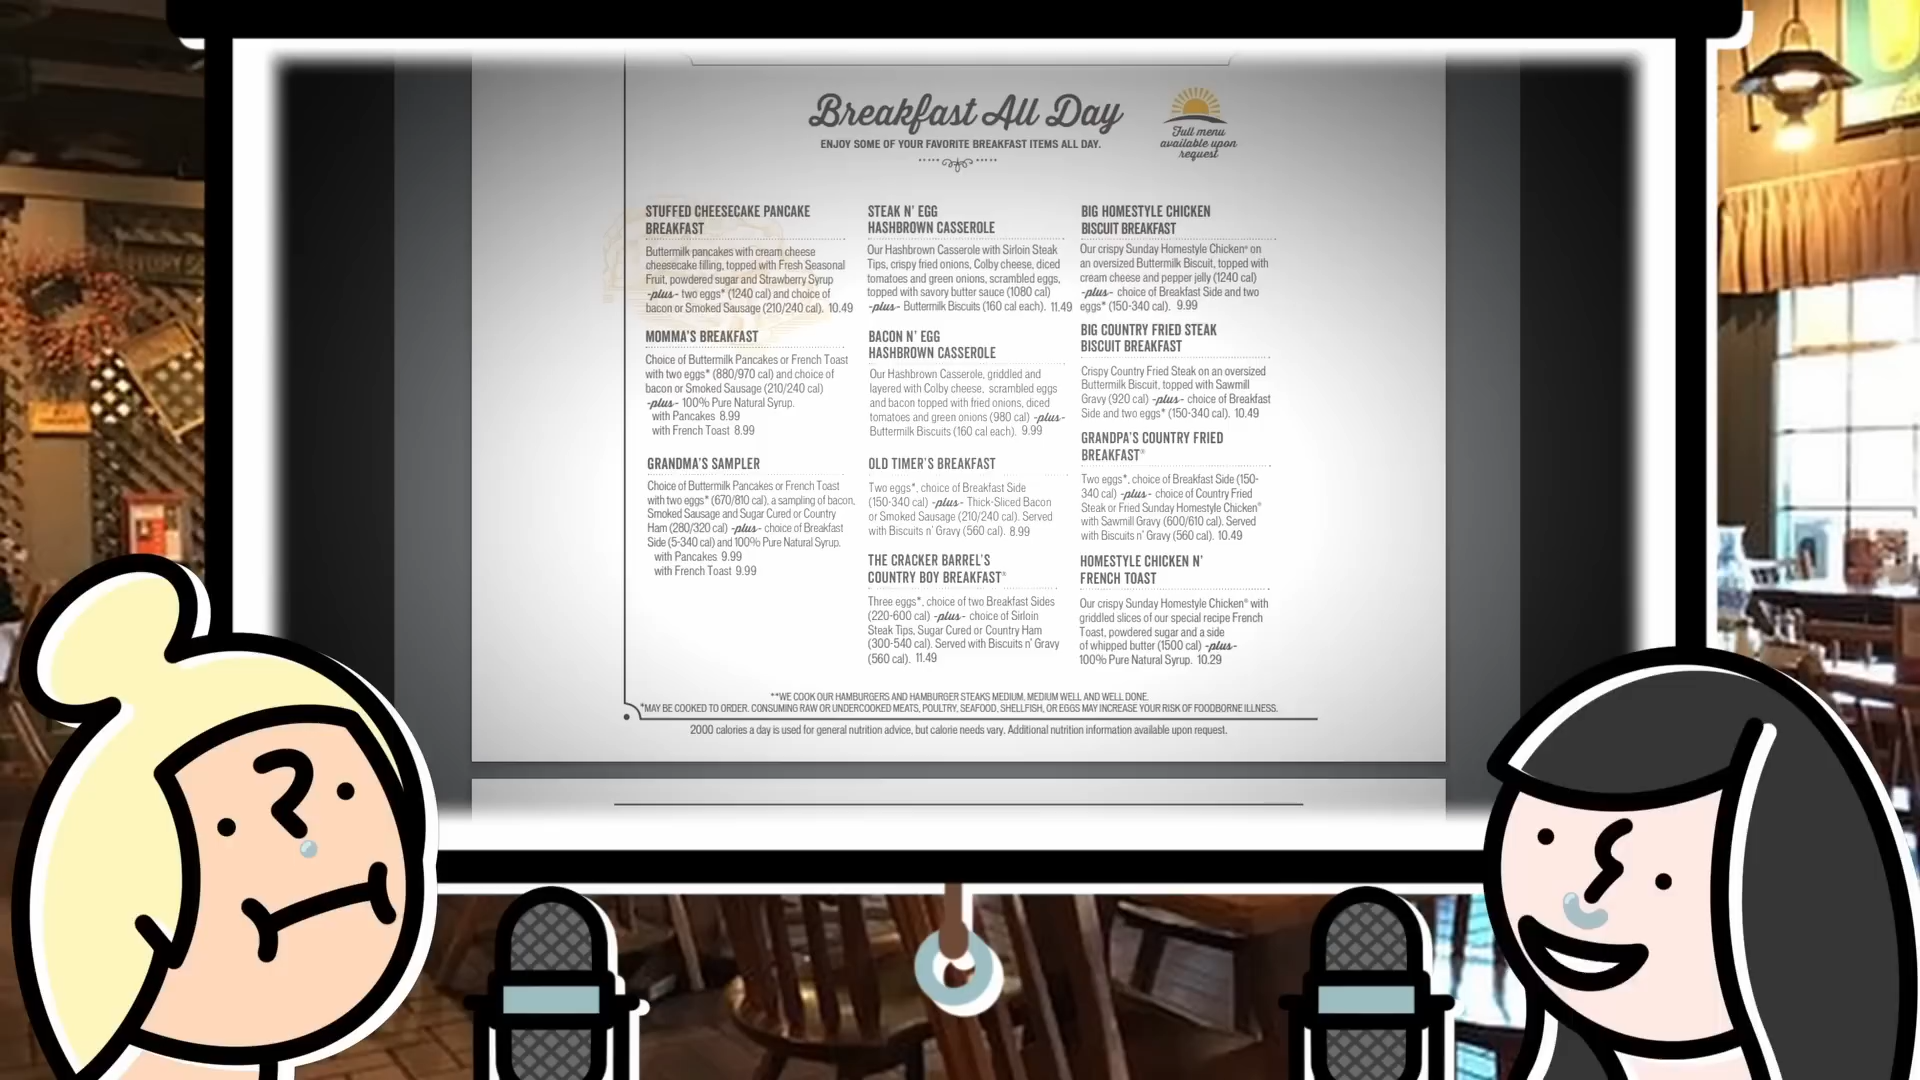 Breakfast All Day
ENJOY SOME OF YOUR FAVORITE BREAKFAST ITEMS ALL DAY.
Full menu
available upon
request
STUFFED CHEESECAKE PANCAKE
BREAKFAST
Buttermilk pancakes with cream cheese
cheesecake filling, topped with Fresh Seasonal
Fruit, powdered sugar and Strawberry Syrup
-plus- two eggs* (1240 cal) and choice of
bacon or Smoked Sausage (210/240 cal). 10.49
MOMMA'S BREAKFAST
Choice of Buttermilk Pancakes or French Toast
with two eggs* (880/970 cal) and choice of
bacon or Smoked Sausage (210/240 cal)
-plus- 100% Pure Natural Syrup.
with Pancakes 8.99
with French Toast 8.99
GRANDMA'S SAMPLER
Choice of Buttermilk Pancakes or French Toast
with two eggs* (670/810 cal), a sampling of bacon,
Smoked Sausage and Sugar Cured or Country
Ham (280/320 cal) -plus- choice of Breakfast
Side (5-340 cal) and 100% Pure Natural Syrup.
with Pancakes 9.99
with French Toast 9.99
STEAK N' EGG
HASHBROWN CASSEROLE
Our Hashbrown Casserole with Sirloin Steak
Tips, crispy fried onions, Colby cheese, diced
tomatoes and green onions, scrambled eggs,
topped with savory butter sauce (1080 cal)
-plus- Buttermilk Biscuits (160 cal each). 11.49
BACON N' EGG
HASHBROWN CASSEROLE
Our Hashbrown Casserole, griddled and
layered with Colby cheese, scrambled eggs
and bacon topped with fried onions, diced
tomatoes and green onions (980 cal) -plus-
Buttermilk Biscuits (160 cal each). 9.99
OLD TIMER'S BREAKFAST
Two eggs*, choice of Breakfast Side
(150-340 cal) -plus- Thick-Sliced Bacon
or Smoked Sausage (210/240 cal). Served
with Biscuits n' Gravy (560 cal). 8.99
THE CRACKER BARREL'S
COUNTRY BOY BREAKFAST®
Three eggs*, choice of two Breakfast Sides
(220-600 cal) -plus- choice of Sirloin
Steak Tips, Sugar Cured or Country Ham
(300-540 cal). Served with Biscuits n' Gravy
(560 cal). 11.49
BIG HOMESTYLE CHICKEN
BISCUIT BREAKFAST
Our crispy Sunday Homestyle Chicken® on
an oversized Buttermilk Biscuit, topped with
cream cheese and pepper jelly (1240 cal)
-plus- choice of Breakfast Side and two
eggs* (150-340 cal). 9.99
BIG COUNTRY FRIED STEAK
BISCUIT BREAKFAST
Crispy Country Fried Steak on an oversized
Buttermilk Biscuit, topped with Sawmill
Gravy (920 cal) -plus- choice of Breakfast
Side and two eggs* (150-340 cal). 10.49
GRANDPA'S COUNTRY FRIED
BREAKFAST®
Two eggs*, choice of Breakfast Side (150-
340 cal) -plus- choice of Country Fried
Steak or Fried Sunday Homestyle Chicken®
with Sawmill Gravy (600/610 cal). Served
with Biscuits n' Gravy (560 cal). 10.49
HOMESTYLE CHICKEN N'
FRENCH TOAST
Our crispy Sunday Homestyle Chicken® with
griddled slices of our special recipe French
Toast, powdered sugar and a side
of whipped butter (1500 cal) -plus-
100% Pure Natural Syrup. 10.29
**WE COOK OUR HAMBURGERS AND HAMBURGER STEAKS MEDIUM, MEDIUM WELL AND WELL DONE.
*MAY BE COOKED TO ORDER. CONSUMING RAW OR UNDERCOOKED MEATS, POULTRY, SEAFOOD, SHELLFISH, OR EGGS MAY INCREASE YOUR RISK OF FOODBORNE ILLNESS.
2000 calories a day is used for general nutrition advice, but calorie needs vary. Additional nutrition information available upon request.